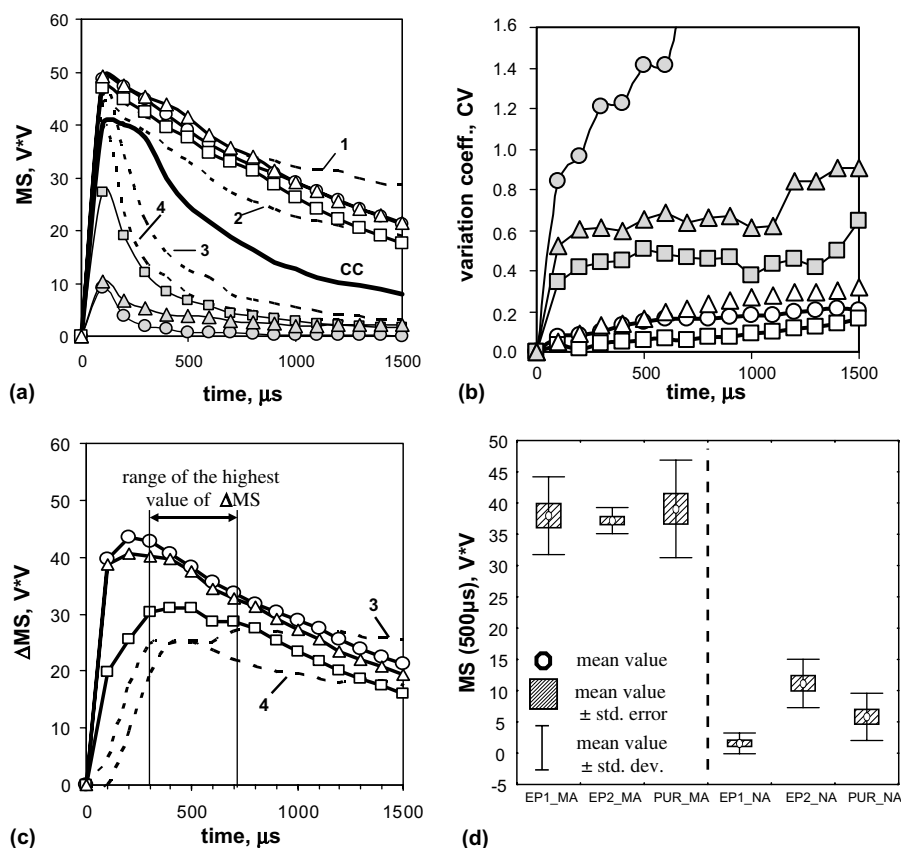 60
50
40
30
20
10
0
MS, V*V
0
500
1000
1500
time, μs
1
2
3
4
CC
(a)
1.6
1.4
1.2
1.0
0.8
0.6
0.4
0.2
0.0
variation coeff., CV
0
500
1000
1500
time, μs
(b)
60
50
40
30
20
10
0
ΔMS, V*V
range of the highest
value of ΔMS
3
4
0
500
1000
1500
time, μs
(c)
50
45
40
35
30
25
20
15
10
5
0
-5
MS (500μs), V*V
mean value
mean value
± std. error
mean value
± std. dev.
EP1_MA
EP2_MA
PUR_MA
EP1_NA
EP2_NA
PUR_NA
(d)